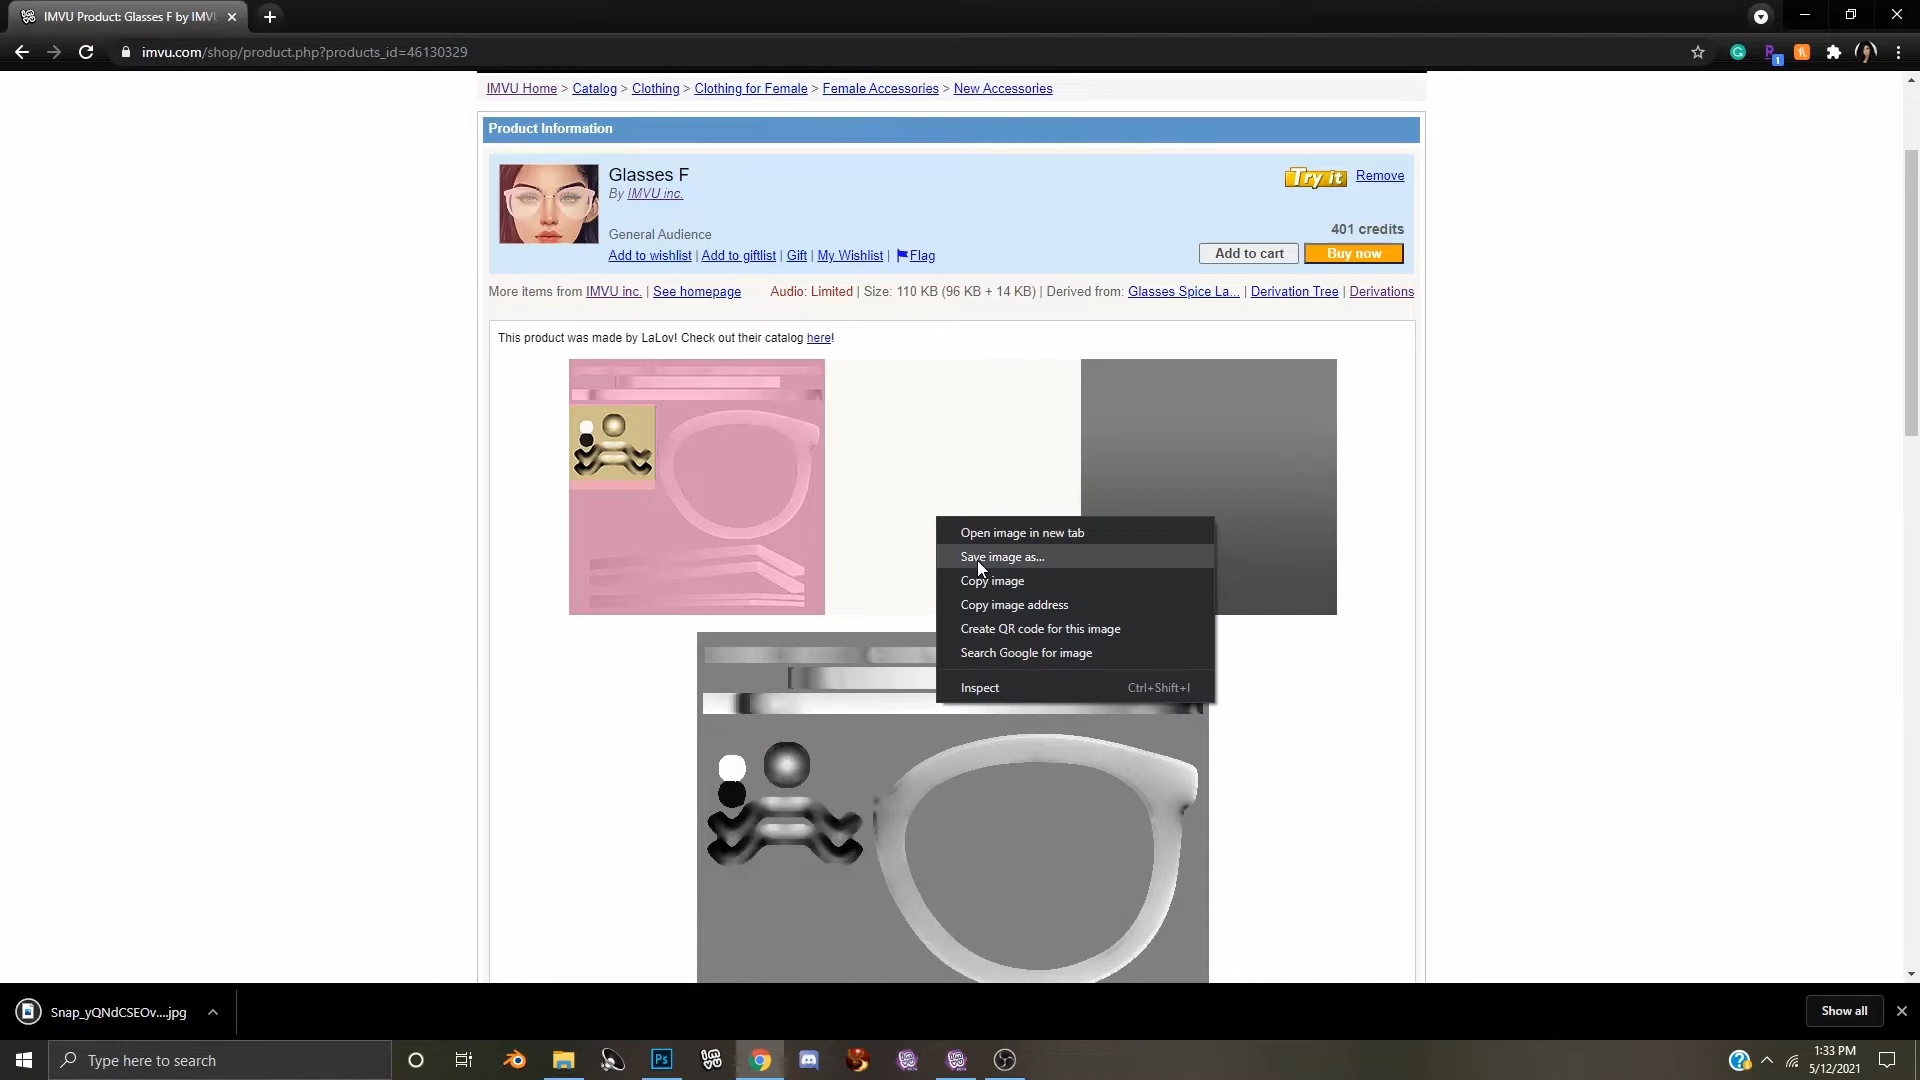 IMVU Product: Glasses F by IMVU
imvu.com/shop/product.php?products_id=46130329
IMVU Home > Catalog > Clothing > Clothing for Female > Female Accessories > New Accessories
Product Information
Glasses F
By IMVU inc.
Try it Remove
General Audience
401 credits
Add to wishlist | Add to giftlist | Gift | My Wishlist | Flag
Add to cart Buy now
More items from IMVU inc. | See homepage Audio: Limited | Size: 110 KB (96 KB + 14 KB) | Derived from: Glasses Spice La... | Derivation Tree | Derivations
This product was made by LaLov! Check out their catalog here!
Open image in new tab
Save image as...
Copy image
Copy image address
Create QR code for this image
Search Google for image
Inspect Ctrl+Shift+I
Snap_yQNdCSEOv....jpg
Show all
Type here to search
Ps
1:33 PM
5/12/2021